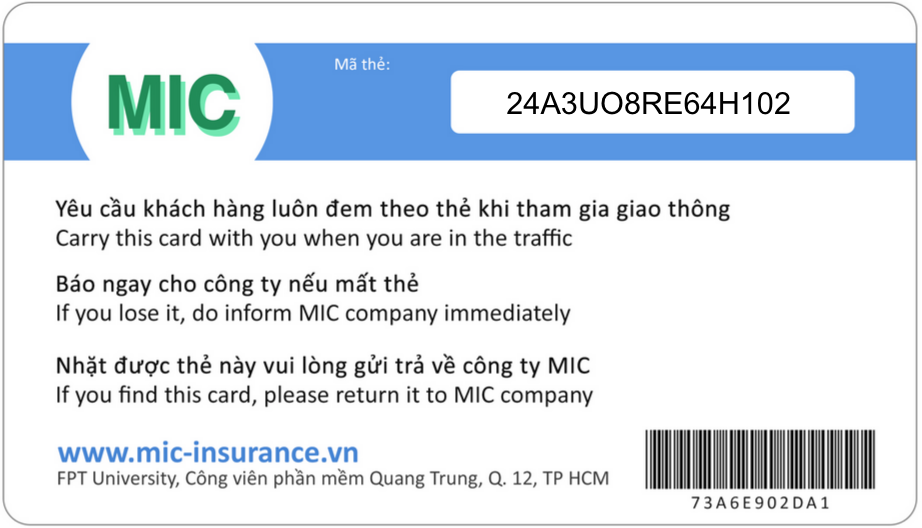 MIC
Mã thẻ:
24A3UO8RE64H102
Yêu cầu khách hàng luôn đem theo thẻ khi tham gia giao thông
Carry this card with you when you are in the traffic
Báo ngay cho công ty nếu mất thẻ
If you lose it, do inform MIC company immediately
Nhặt được thẻ này vui lòng gửi trả về công ty MIC
If you find this card, please return it to MIC company
www.mic-insurance.vn
FPT University, Công viên phần mềm Quang Trung, Q. 12, TP HCM
73A6E902DA1